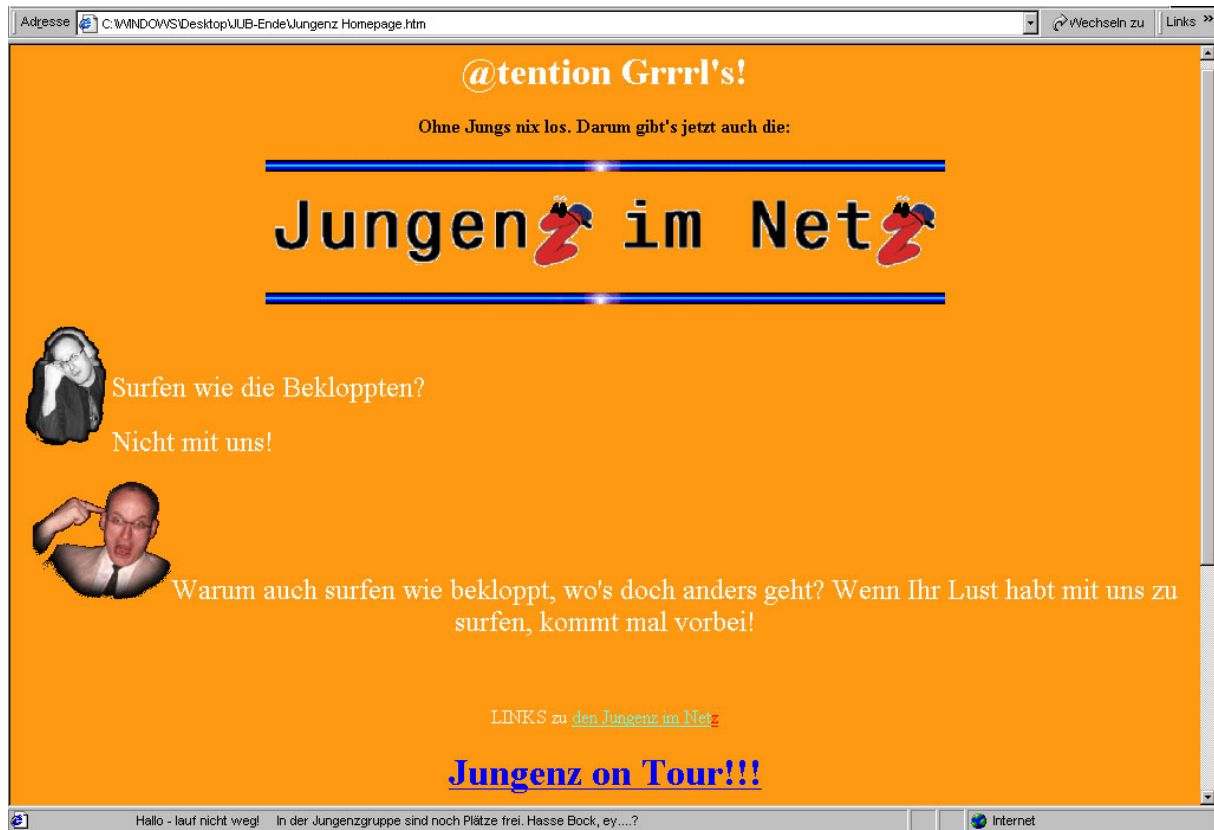 Adresse C:\WINDOWS\Desktop\JUB-Ende\Jungenz Homepage.htm Wechseln zu Links »
@tention Grrrl's!
Ohne Jungs nix los. Darum gibt's jetzt auch die:
Jungenz im Netz
Surfen wie die Bekloppten?
Nicht mit uns!
Warum auch surfen wie bekloppt, wo's doch anders geht? Wenn Ihr Lust habt mit uns zu
surfen, kommt mal vorbei!
LINKS zu den Jungenz im Netz
Jungenz on Tour!!!
Hallo - lauf nicht weg! In der Jungenzgruppe sind noch Plätze frei. Hasse Bock, ey....? Internet